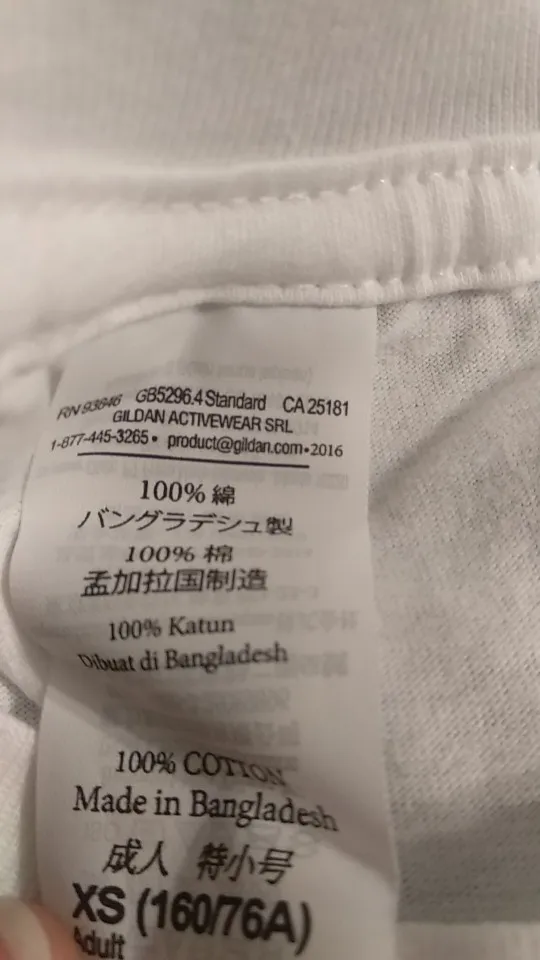 RN 93846 GB5296.4 Standard CA 25181
GILDAN ACTIVEWEAR SRL
1-877-445-3265 • product@gildan.com • 2016
100% 綿
バングラデシュ製
100% 棉
孟加拉国制造
100% Katun
Dibuat di Bangladesh
100% COTTON
Made in Bangladesh
成人 特小号
XS (160/76A)
Adult